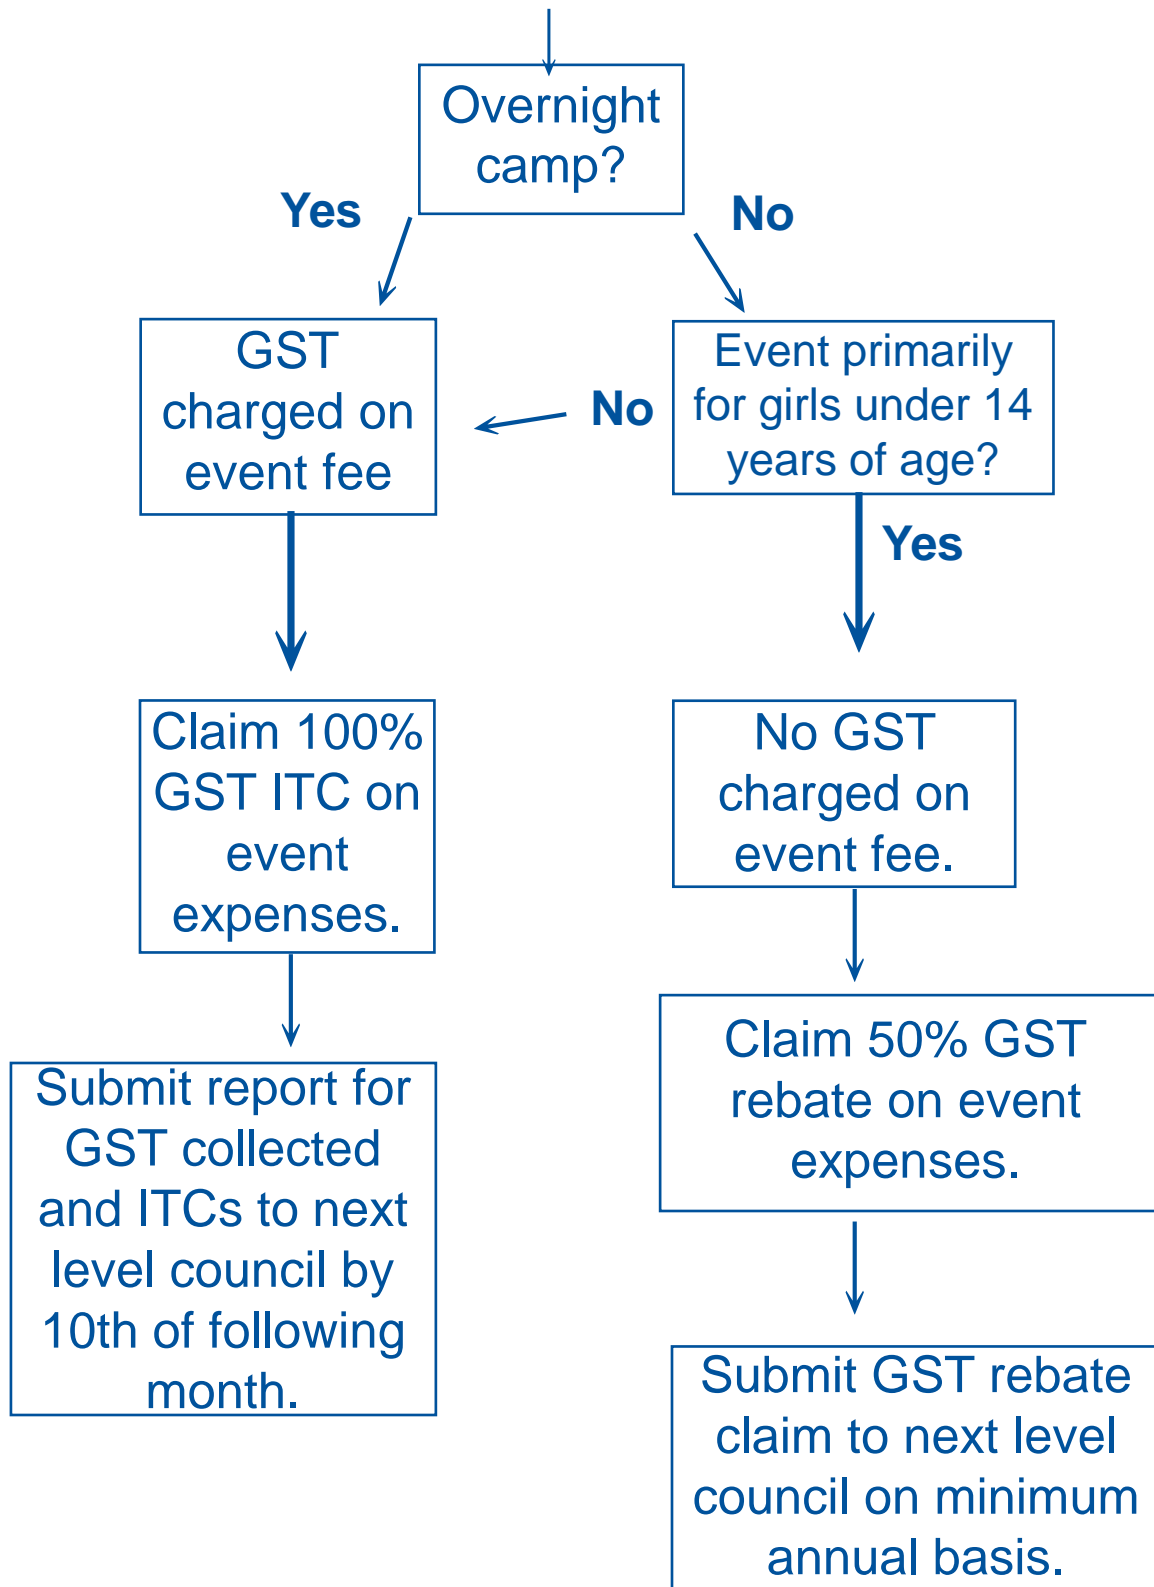 Overnight
camp?
Yes
No
GST
charged on
event fee
No
Event primarily
for girls under 14
years of age?
Yes
Claim 100%
GST ITC on
event
expenses.
No GST
charged on
event fee.
Submit report for
GST collected
and ITCs to next
level council by
10th of following
month.
Claim 50% GST
rebate on event
expenses.
Submit GST rebate
claim to next level
council on minimum
annual basis.